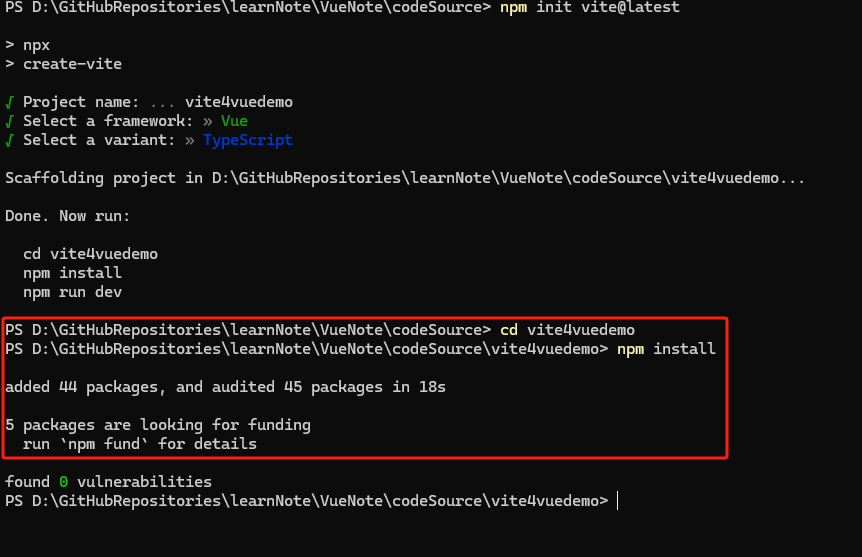 PS D:\GitHubRepositories\learnNote\VueNote\codeSource> npm init vite@latest
> npx
> create-vite
√ Project name: ... vite4vuedemo
√ Select a framework: » Vue
√ Select a variant: » TypeScript
Scaffolding project in D:\GitHubRepositories\learnNote\VueNote\codeSource\vite4vuedemo...
Done. Now run:
cd vite4vuedemo
npm install
npm run dev
PS D:\GitHubRepositories\learnNote\VueNote\codeSource> cd vite4vuedemo
PS D:\GitHubRepositories\learnNote\VueNote\codeSource\vite4vuedemo> npm install
added 44 packages, and audited 45 packages in 18s
5 packages are looking for funding
run `npm fund` for details
found 0 vulnerabilities
PS D:\GitHubRepositories\learnNote\VueNote\codeSource\vite4vuedemo>